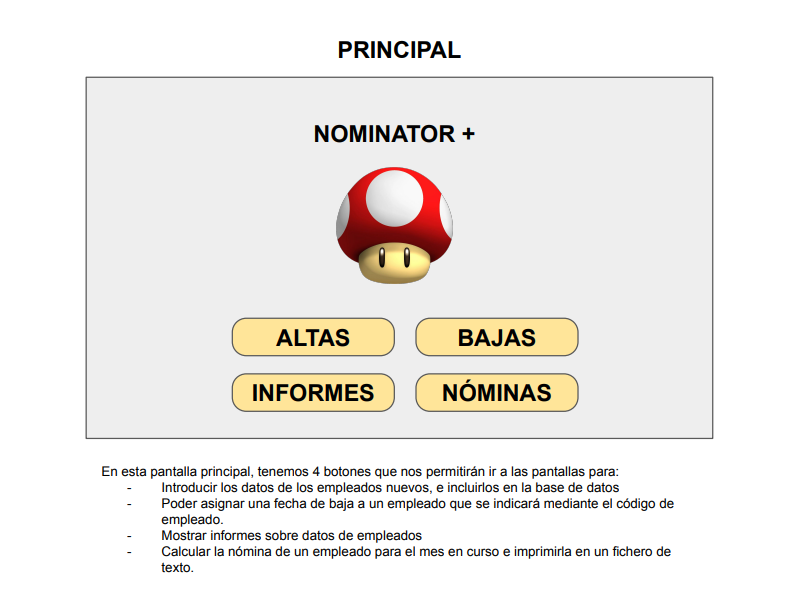 PRINCIPAL
NOMINATOR +
ALTAS
BAJAS
INFORMES
NÓMINAS
En esta pantalla principal, tenemos 4 botones que nos permitirán ir a las pantallas para:
- Introducir los datos de los empleados nuevos, e incluirlos en la base de datos
- Poder asignar una fecha de baja a un empleado que se indicará mediante el código de
empleado.
- Mostrar informes sobre datos de empleados
- Calcular la nómina de un empleado para el mes en curso e imprimirla en un fichero de
texto.